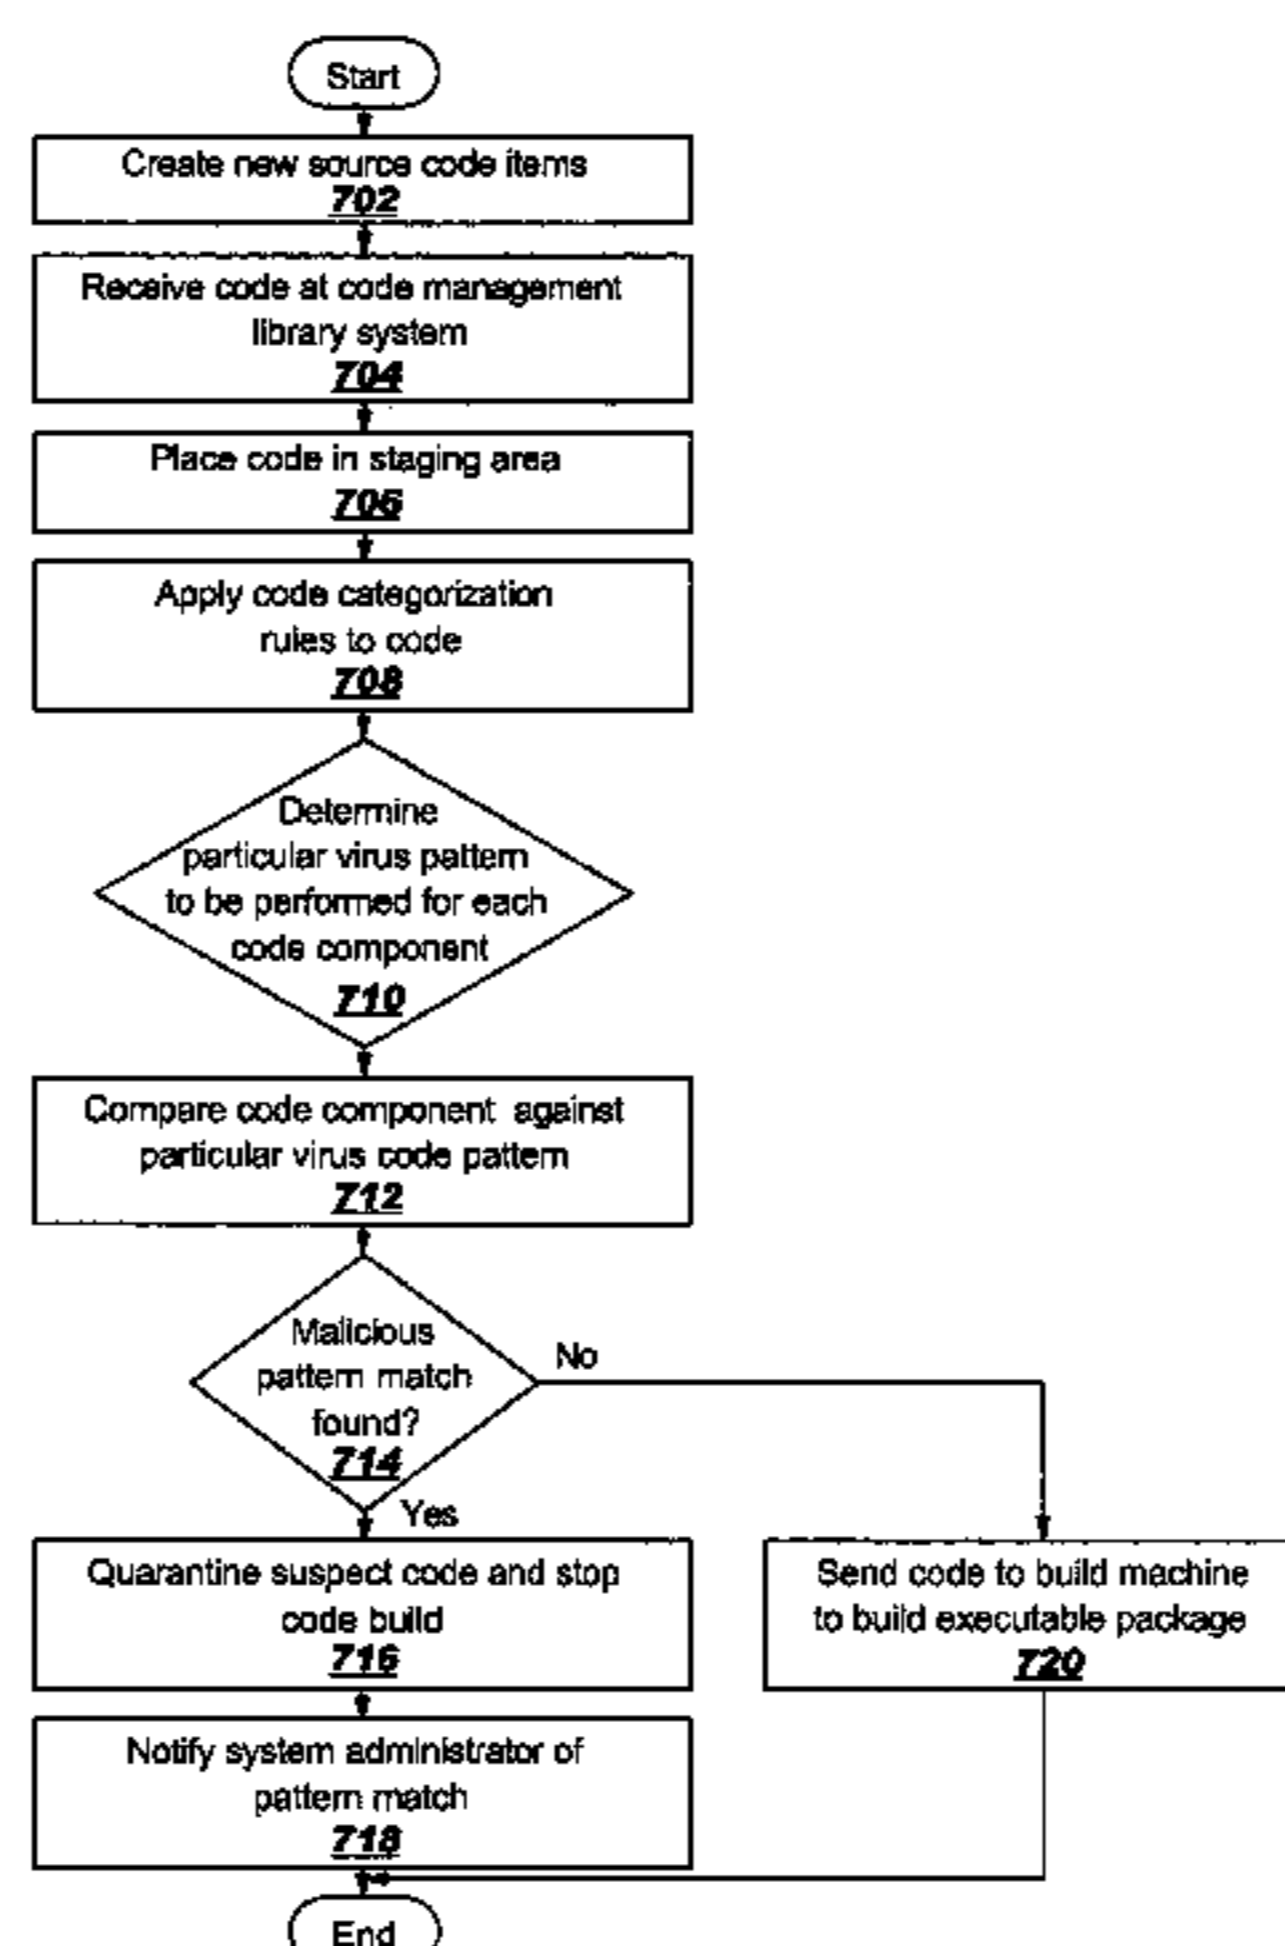 Start
Create new source code items
702
Receive code at code management
library system
704
Place code in staging area
706
Apply code categorization
rules to code
708
Determine
particular virus pattern
to be performed for each
code component
710
Compare code component against
particular virus code pattern
712
Malicious
pattern match
found?
714
No
Yes
Quarantine suspect code and stop
code build
716
Send code to build machine
to build executable package
720
Notify system administrator of
pattern match
718
End